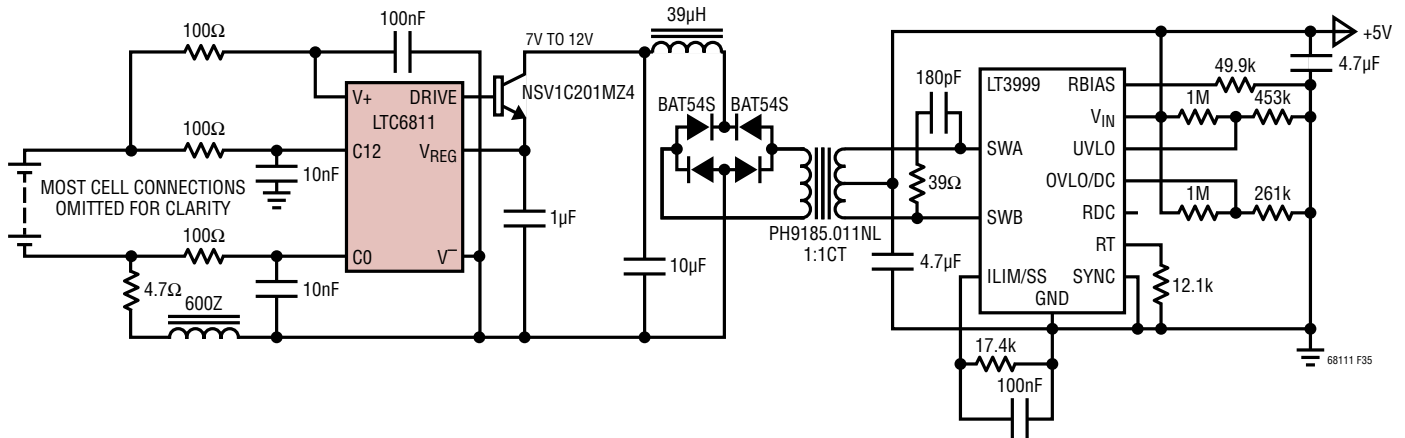 100Ω
100nF
39µH
7V TO 12V
+5V
4.7µF
NSV1C201MZ4
180pF
LT3999
RBIAS
49.9k
V+
DRIVE
LTC6811
BAT54S
BAT54S
VIN
1M
453k
100Ω
C12
VREG
10nF
SWA
UVLO
MOST CELL CONNECTIONS
OMITTED FOR CLARITY
39Ω
OVLO/DC
1M
261k
1µF
SWB
RDC
100Ω
PH9185.011NL
1:1CT
RT
C0
V–
10µF
4.7µF
ILIM/SS
SYNC
12.1k
4.7Ω
600Z
10nF
GND
17.4k
100nF
68111 F35